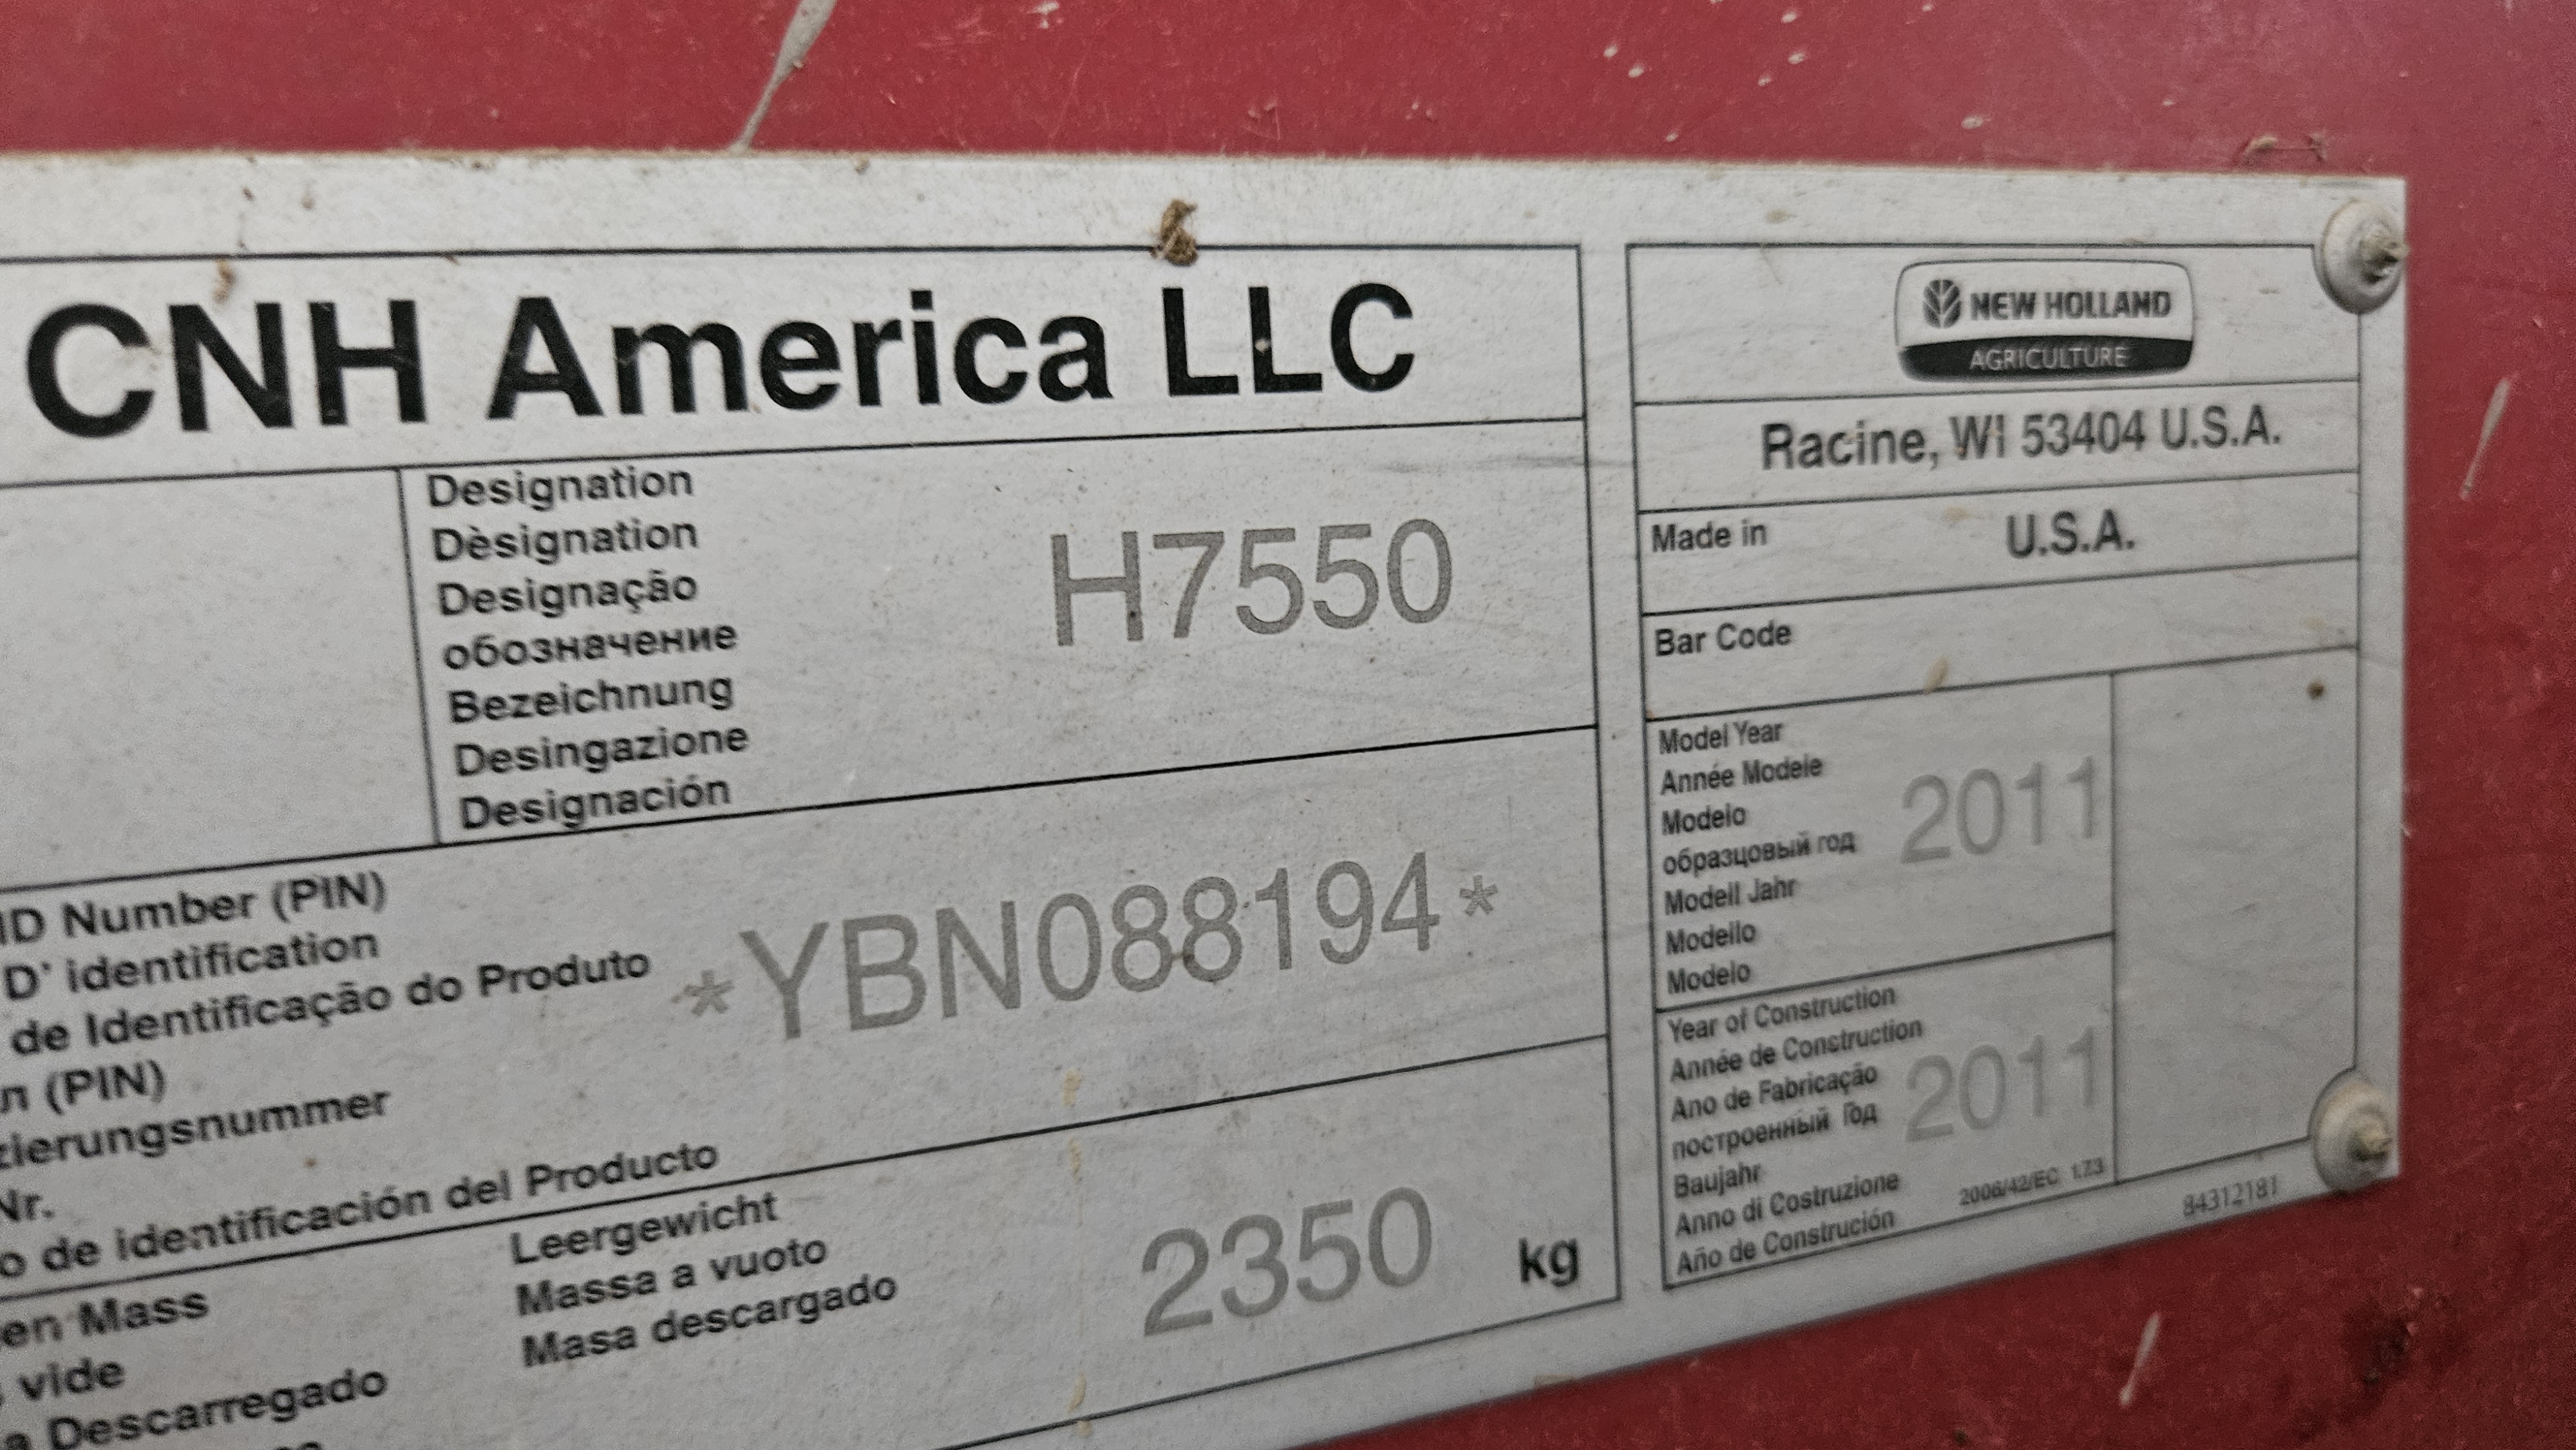 CNH America LLC
Designation
Dèsignation
Designação
обозначение
Bezeichnung
Desingazione
Designación
H7550
ID Number (PIN)
D' identification
de Identificação do Produto
(PIN)
Nr.
de identificación del Producto
*YBN088194*
Mass
vide
Descarregado
Leergewicht
Massa a vuoto
Masa descargado
2350 kg
NEW HOLLAND
AGRICULTURE
Racine, WI 53404 U.S.A.
Made in U.S.A.
Bar Code
Model Year
Année Modele
Modelo
образцовый год
Modell Jahr
Modello
Modelo
2011
Year of Construction
Année de Construction
Ano de Fabricação
построенный Год
Baujahr
Anno di Costruzione
Año de Construción
2011
2006/42/EC 1.7.3
84312181